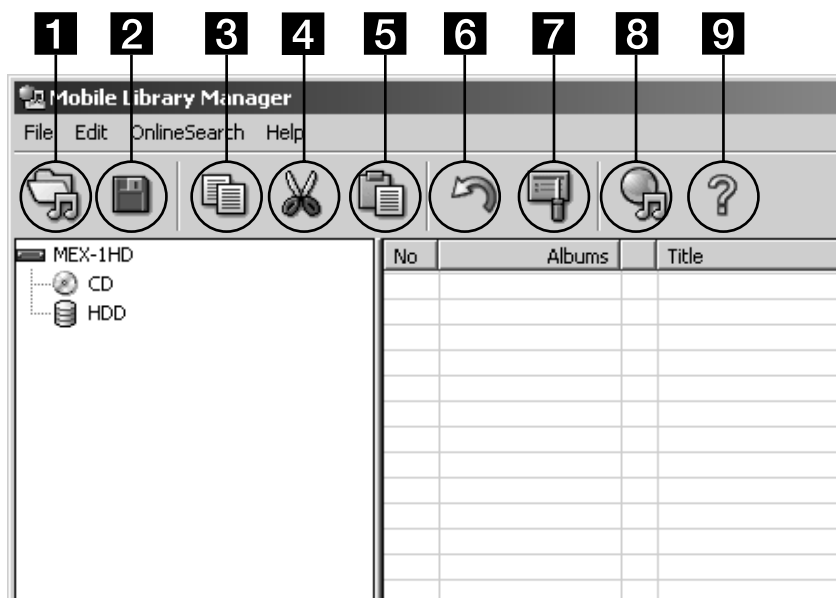 1 2 3 4 5 6 7 8 9
Mobile Library Manager
File Edit OnlineSearch Help
MEX-1HD
CD
HDD
No Albums Title